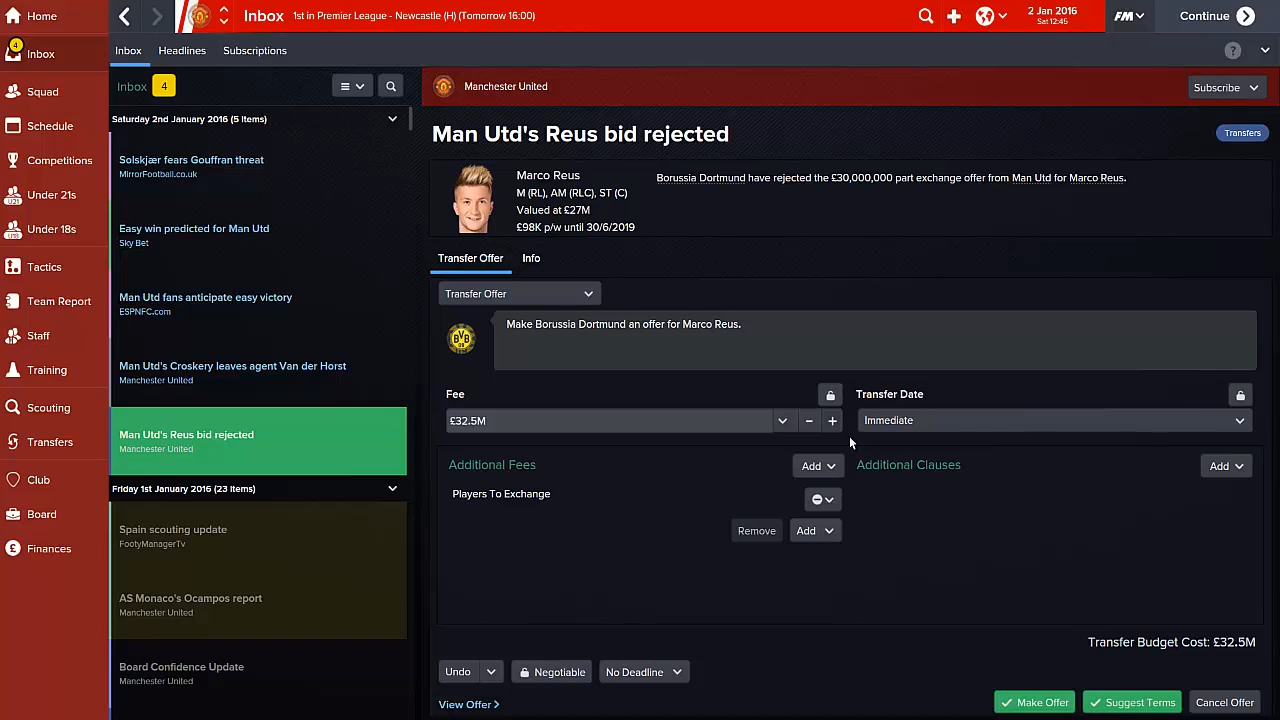 Home
Inbox
1st in Premier League - Newcastle (H) (Tomorrow 16:00)
2 Jan 2016
Sat 12:45
FM
Continue
4
Inbox
Squad
Schedule
Competitions
U21
Under 21s
U18
Under 18s
Tactics
Team Report
Staff
Training
Scouting
Transfers
Club
Board
Finances
Inbox
Headlines
Subscriptions
?
Inbox 4
Saturday 2nd January 2016 (5 Items)
Solskjær fears Gouffran threat
MirrorFootball.co.uk
Easy win predicted for Man Utd
Sky Bet
Man Utd fans anticipate easy victory
ESPNFC.com
Man Utd's Croskery leaves agent Van der Horst
Manchester United
Man Utd's Reus bid rejected
Manchester United
Friday 1st January 2016 (23 Items)
Spain scouting update
FootyManagerTv
AS Monaco's Ocampos report
Manchester United
Board Confidence Update
Manchester United
Manchester United
Subscribe
Man Utd's Reus bid rejected
Transfers
Marco Reus
M (RL), AM (RLC), ST (C)
Valued at £27M
£98K p/w until 30/6/2019
Borussia Dortmund have rejected the £30,000,000 part exchange offer from Man Utd for Marco Reus.
Transfer Offer
Info
Transfer Offer
BVB
09
Make Borussia Dortmund an offer for Marco Reus.
Fee
Transfer Date
£32.5M
Immediate
Additional Fees
Add
Additional Clauses
Add
Players To Exchange
Remove
Add
Transfer Budget Cost: £32.5M
Undo
Negotiable
No Deadline
View Offer >
Make Offer
Suggest Terms
Cancel Offer